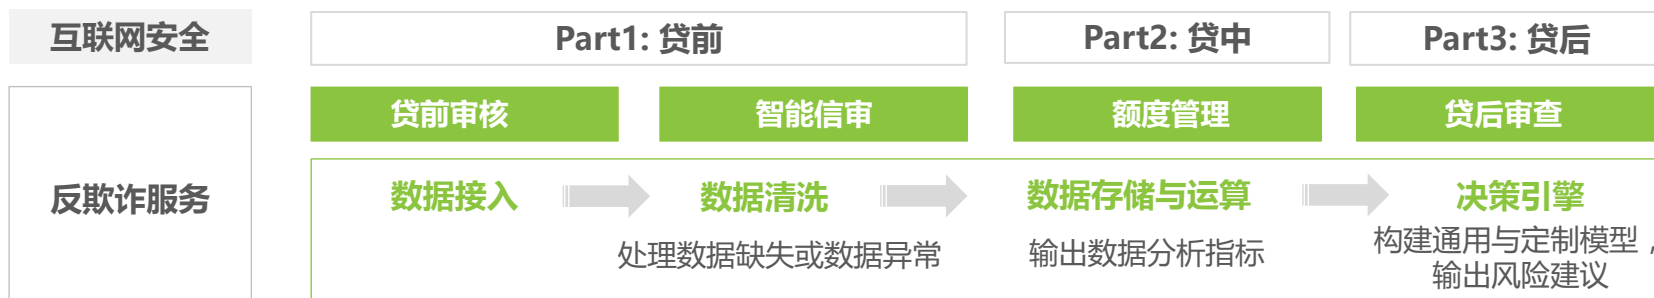 互联网安全
Part1: 贷前
Part2: 贷中
Part3: 贷后
贷前审核
智能信审
额度管理
贷后审查
反欺诈服务
数据接入
数据清洗
数据存储与运算
决策引擎
处理数据缺失或数据异常
输出数据分析指标
构建通用与定制模型，
输出风险建议